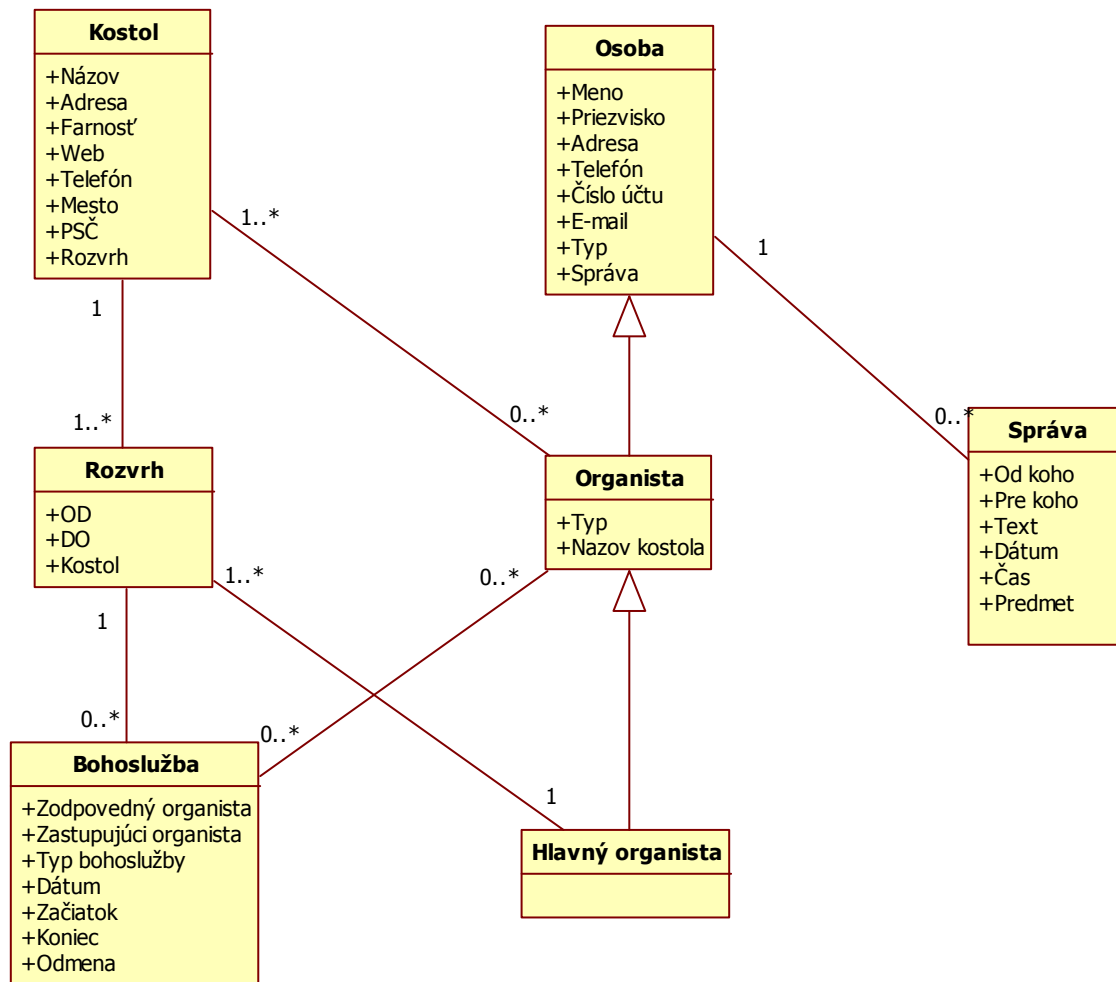 Kostol
+Názov
+Adresa
+Farnosť
+Web
+Telefón
+Mesto
+PSČ
+Rozvrh
Osoba
+Meno
+Priezvisko
+Adresa
+Telefón
+Číslo účtu
+E-mail
+Typ
+Správa
1..*
1
1
1..*
0..*
0..*
Rozvrh
+OD
+DO
+Kostol
Organista
+Typ
+Nazov kostola
Správa
+Od koho
+Pre koho
+Text
+Dátum
+Čas
+Predmet
1..*
0..*
1
0..*
0..*
1
Bohoslužba
+Zodpovedný organista
+Zastupujúci organista
+Typ bohoslužby
+Dátum
+Začiatok
+Koniec
+Odmena
Hlavný organista